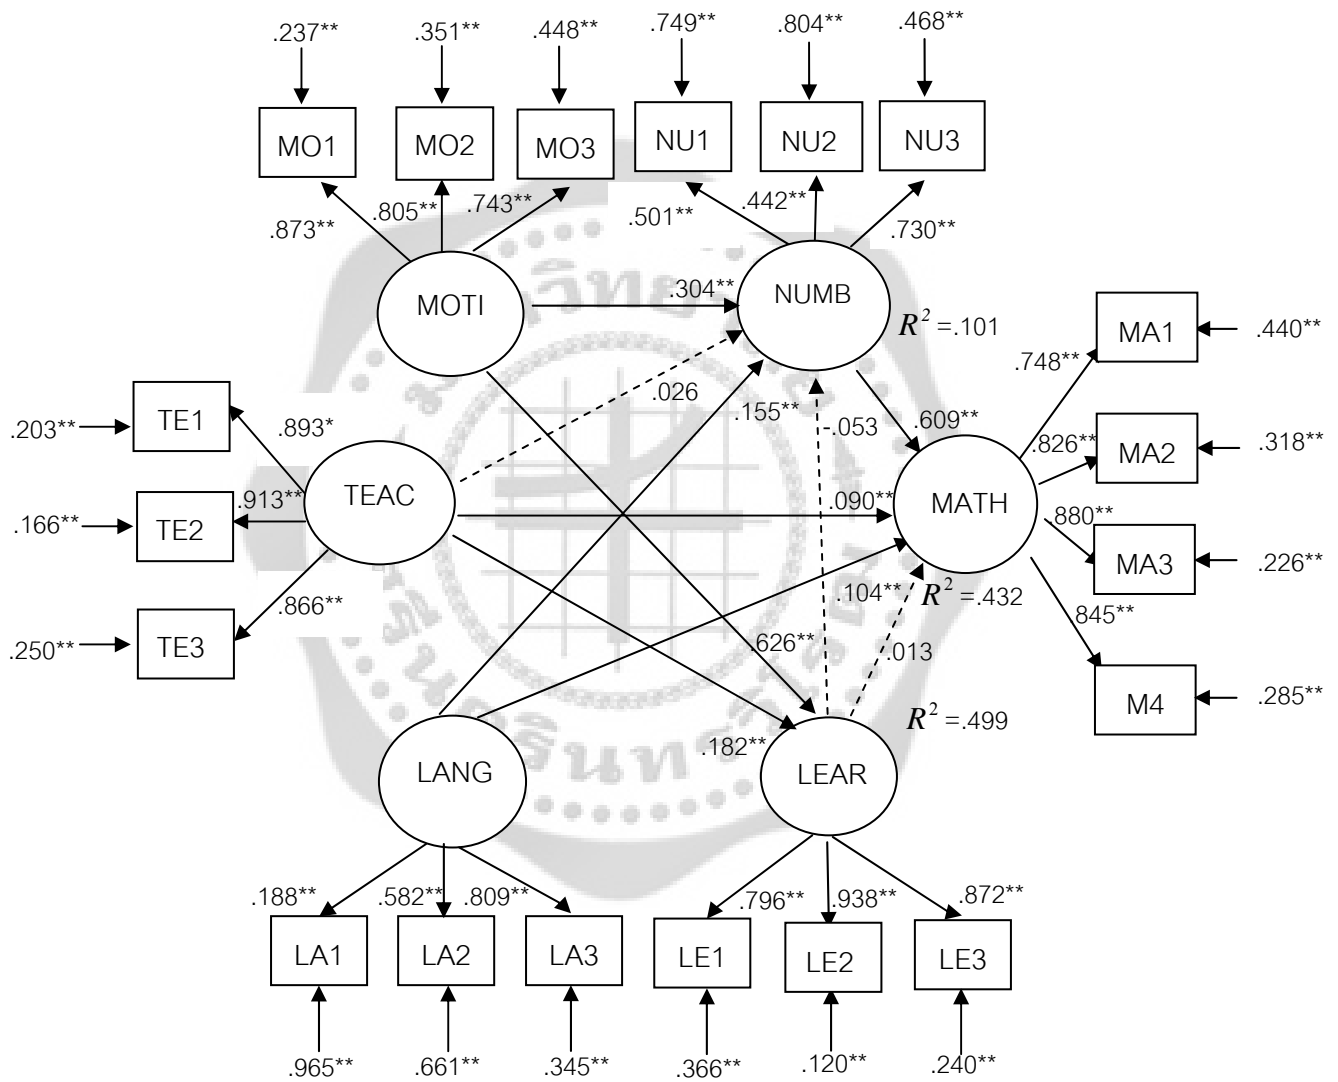 .237** .351** .448** .749** .804** .468**
MO1 MO2 MO3 NU1 NU2 NU3
.873** .805** .743** .501** .442** .730**
MOTI .304** NUMB R² =.101
MA1 .440**
.748**
TE1 .893* .203**
.026 .155** -.053 .609**
.826** MA2 .318**
TEAC .913** TE2 .166**
.090** MATH
.880** MA3 .226**
.866** TE3 .250**
.104** R² =.432
.626** .013 845**
M4 .285**
R² =.499
LANG .182** LEAR
.188** .582** .809** .796** .938** .872**
LA1 LA2 LA3 LE1 LE2 LE3
.965** .661** .345** .366** .120** .240**